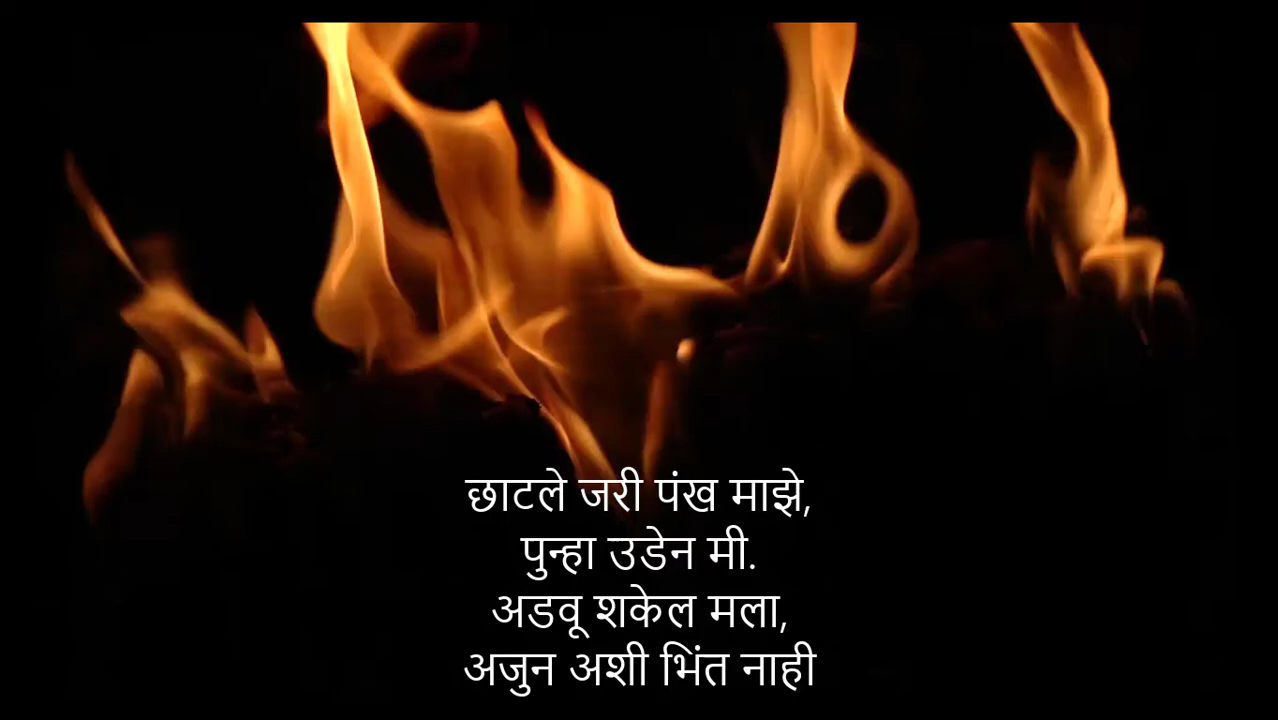 छाटले जरी पंख माझे,
पुन्हा उडेन मी.
अडवू शकेल मला,
अजुन अशी भिंत नाही